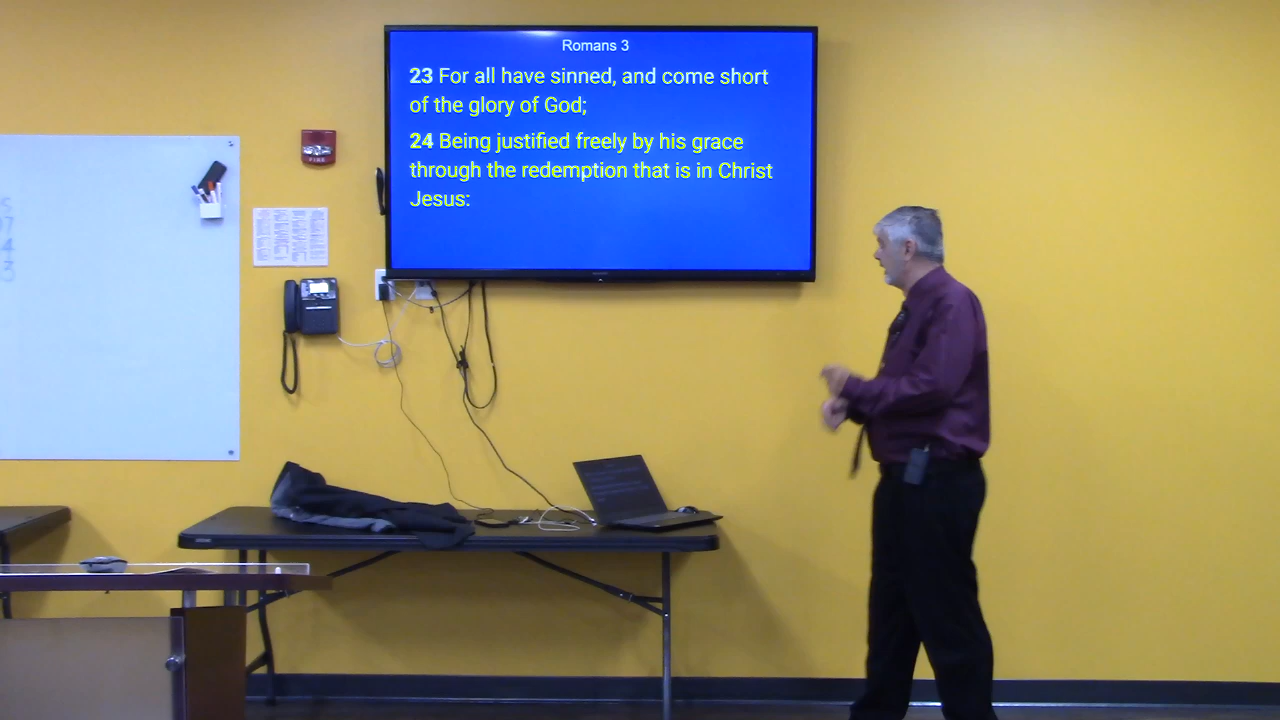 Romans 3
23 For all have sinned, and come short
of the glory of God;
24 Being justified freely by his grace
through the redemption that is in Christ
Jesus:
FIRE